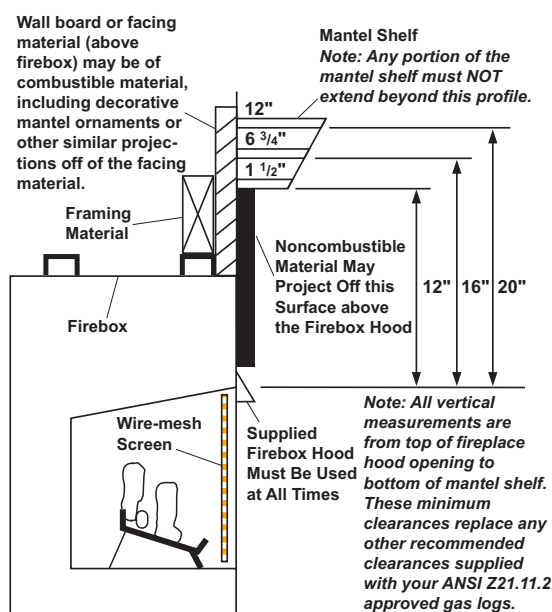 Wall board or facing
material (above
firebox) may be of
combustible material,
including decorative
mantel ornaments or
other similar projec-
tions off of the facing
material.
Mantel Shelf
Note: Any portion of the
mantel shelf must NOT
extend beyond this profile.
12"
6 3/4"
1 1/2"
Framing
Material
Noncombustible
Material May
Project Off this
Surface above
the Firebox Hood
12" 16" 20"
Firebox
Wire-mesh
Screen
Supplied
Firebox Hood
Must Be Used
at All Times
Note: All vertical
measurements are
from top of fireplace
hood opening to
bottom of mantel shelf.
These minimum
clearances replace any
other recommended
clearances supplied
with your ANSI Z21.11.2
approved gas logs.